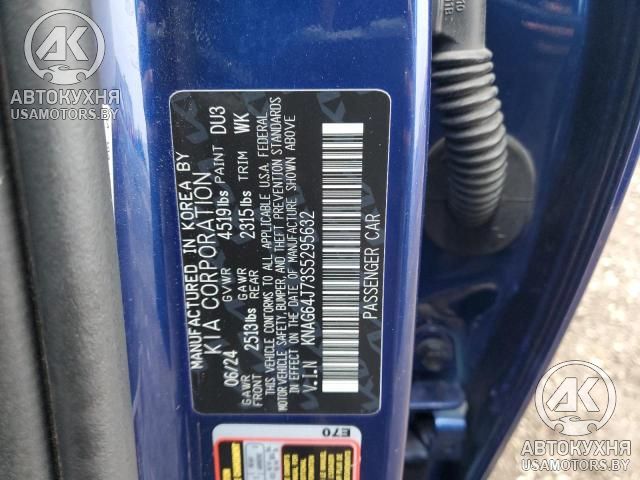 MANUFACTURED IN KOREA BY
KIA CORPORATION
06/24 GVWR 4519lbs PAINT DU3
GAWR FRONT 2513lbs GAWR REAR 2315lbs TRIM WK
THIS VEHICLE CONFORMS TO ALL APPLICABLE U.S.A. FEDERAL
MOTOR VEHICLE SAFETY, BUMPER, AND THEFT PREVENTION STANDARDS
IN EFFECT ON THE DATE OF MANUFACTURE SHOWN ABOVE
V.I.N KNAG64J73S5295632
PASSENGER CAR
E70
АК
АВТОКУХНЯ
USAMOTORS.BY
АК
АВТОКУХНЯ
USAMOTORS.BY